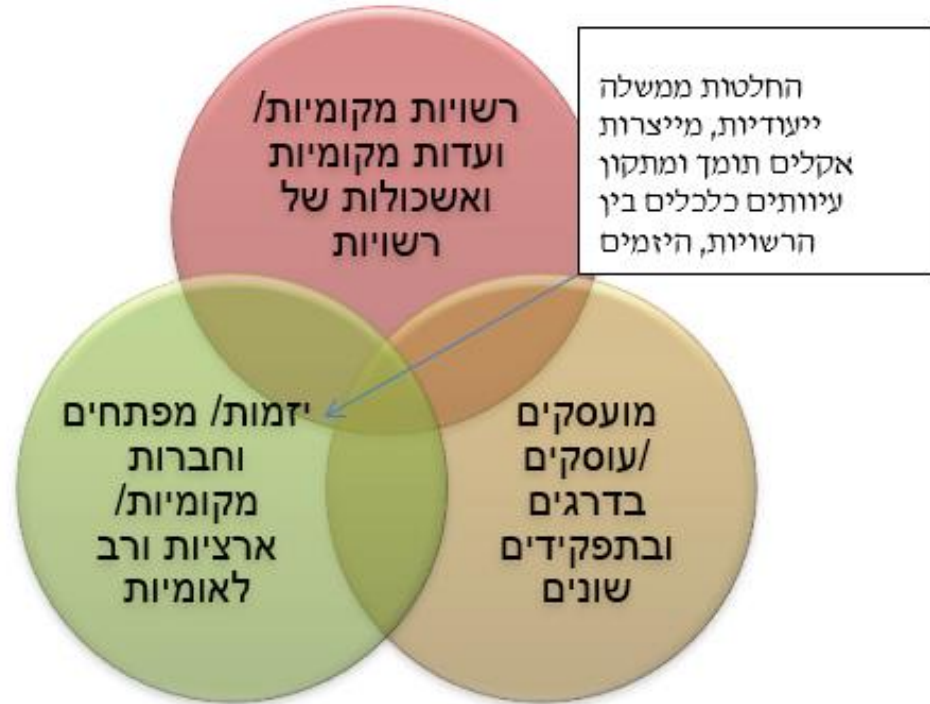 רשויות מקומיות/
ועדות מקומיות
ואשכולות של
רשויות
החלטות ממשלה
ייעודיות, מייצרות
אקלים תומך ומתקון
עיוותים כלכלים בין
הרשויות, היזמים
מועסקים
/עוסקים
בדרגים
ובתפקידים
שונים
יזמות/ מפתחים
וחברות
מקומיות/
ארציות ורב
לאומיות